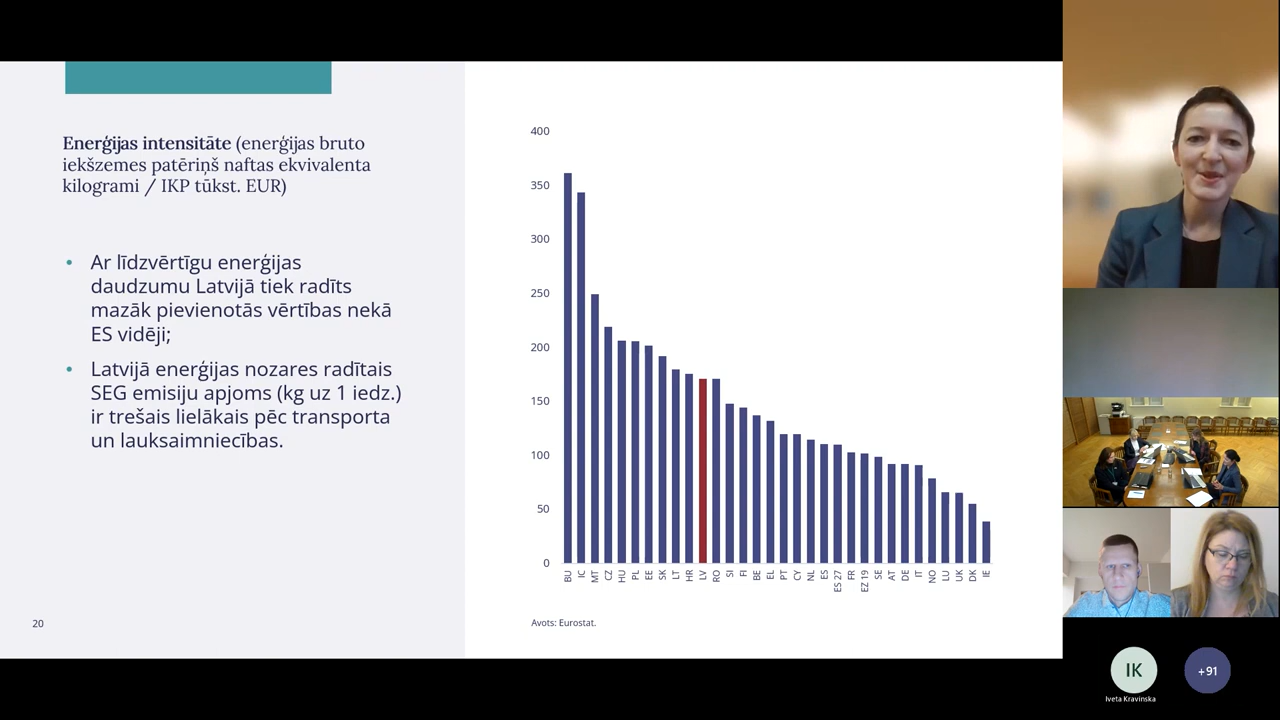 Enerģijas intensitāte (enerģijas bruto
iekšzemes patēriņš naftas ekvivalenta
kilogrami / IKP tūkst. EUR)
• Ar līdzvērtīgu enerģijas
daudzumu Latvijā tiek radīts
mazāk pievienotās vērtības nekā
ES vidēji;
• Latvijā enerģijas nozares radītais
SEG emisiju apjoms (kg uz 1 iedz.)
ir trešais lielākais pēc transporta
un lauksaimniecības.
20
400
350
300
250
200
150
100
50
0
BU IC MT CZ HU PL EE SK LT HR LV RO SI FI BE EL PT CY NL ES ES 27 FR EZ 19 SE AT DE IT NO LU UK DK IE
Avots: Eurostat.
IK
Iveta Kravinska
+91